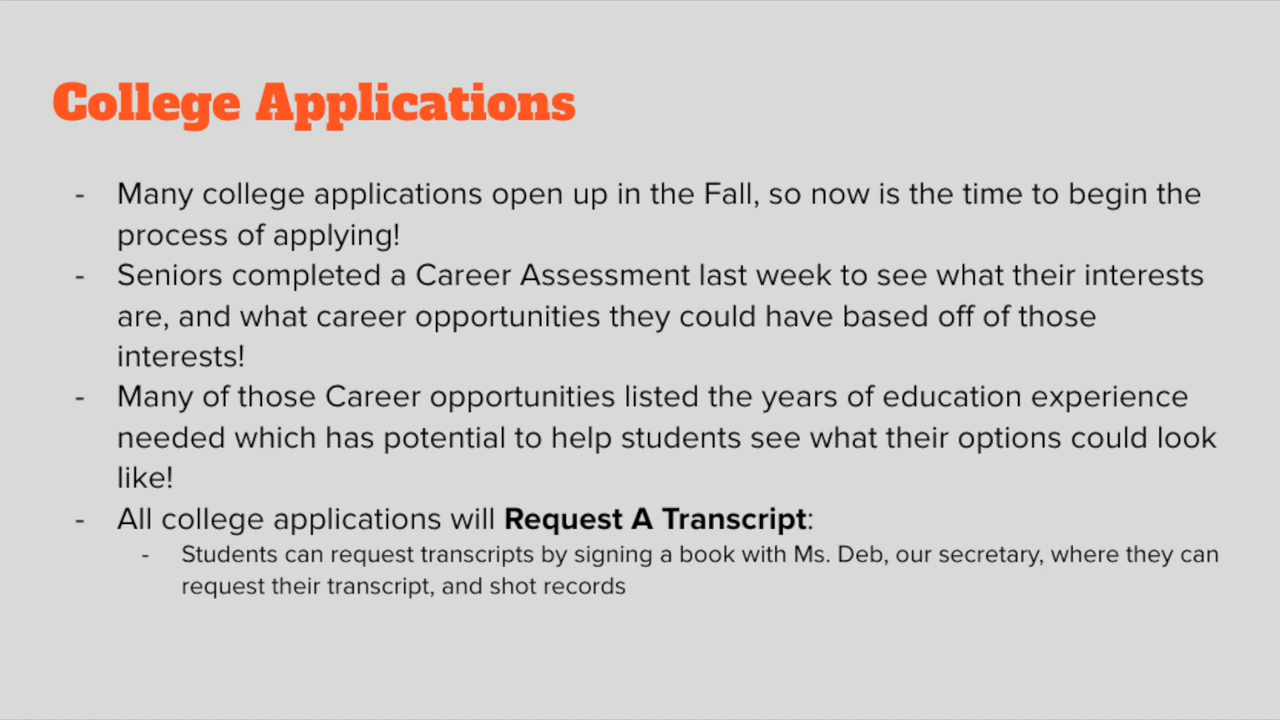 College Applications
- Many college applications open up in the Fall, so now is the time to begin the
process of applying!
- Seniors completed a Career Assessment last week to see what their interests
are, and what career opportunities they could have based off of those
interests!
- Many of those Career opportunities listed the years of education experience
needed which has potential to help students see what their options could look
like!
- All college applications will Request A Transcript:
- Students can request transcripts by signing a book with Ms. Deb, our secretary, where they can
request their transcript, and shot records